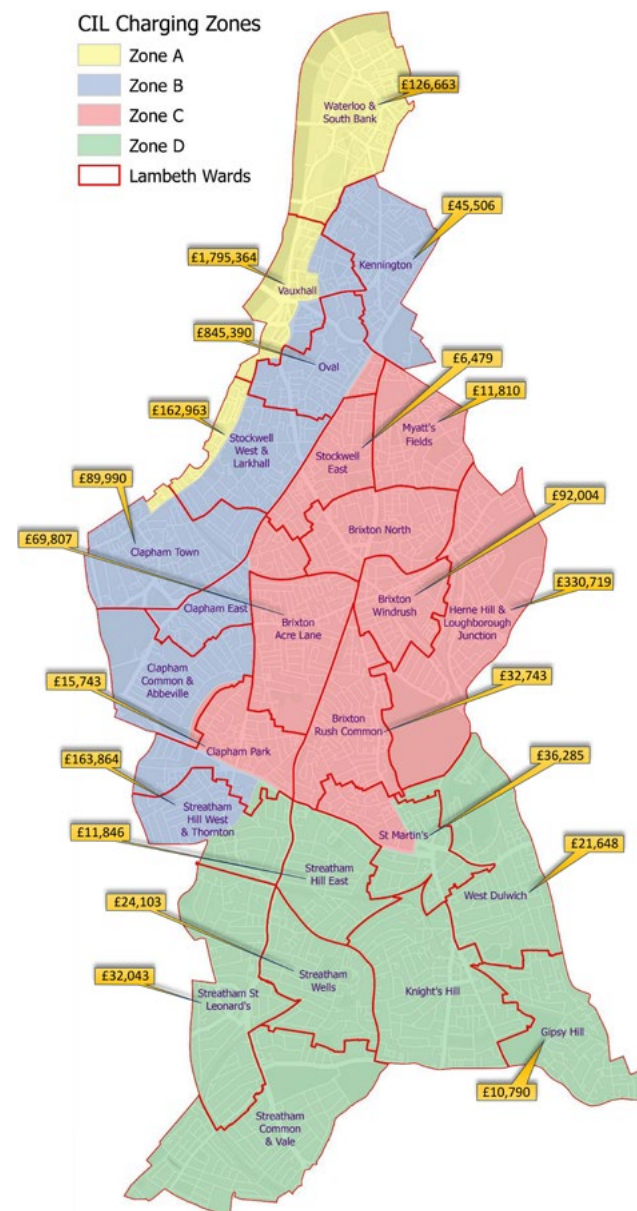 CIL Charging Zones
Zone A
Zone B
Zone C
Zone D
Lambeth Wards
£126,663
Waterloo &
South Bank
£45,506
Kennington
£1,795,364
Vauxhall
£845,390
Oval
£6,479
£11,810
Myatt's
Fields
£162,963
Stockwell
West &
Larkhall
Stockwell
East
£89,990
£92,004
£69,807
Brixton North
Clapham Town
Clapham East
Brixton
Acre Lane
Brixton
Windrush
Herne Hill &
Loughborough
Junction
£330,719
Clapham
Common &
Abbeville
£15,743
£32,743
Brixton
Rush Common
Clapham Park
£36,285
£163,864
Streatham
Hill West
& Thornton
St Martin's
£11,846
£21,648
Streatham
Hill East
West Dulwich
£24,103
Streatham
Wells
£32,043
Streatham St
Leonard's
Knight's Hill
Gipsy Hill
£10,790
Streatham
Common
& Vale